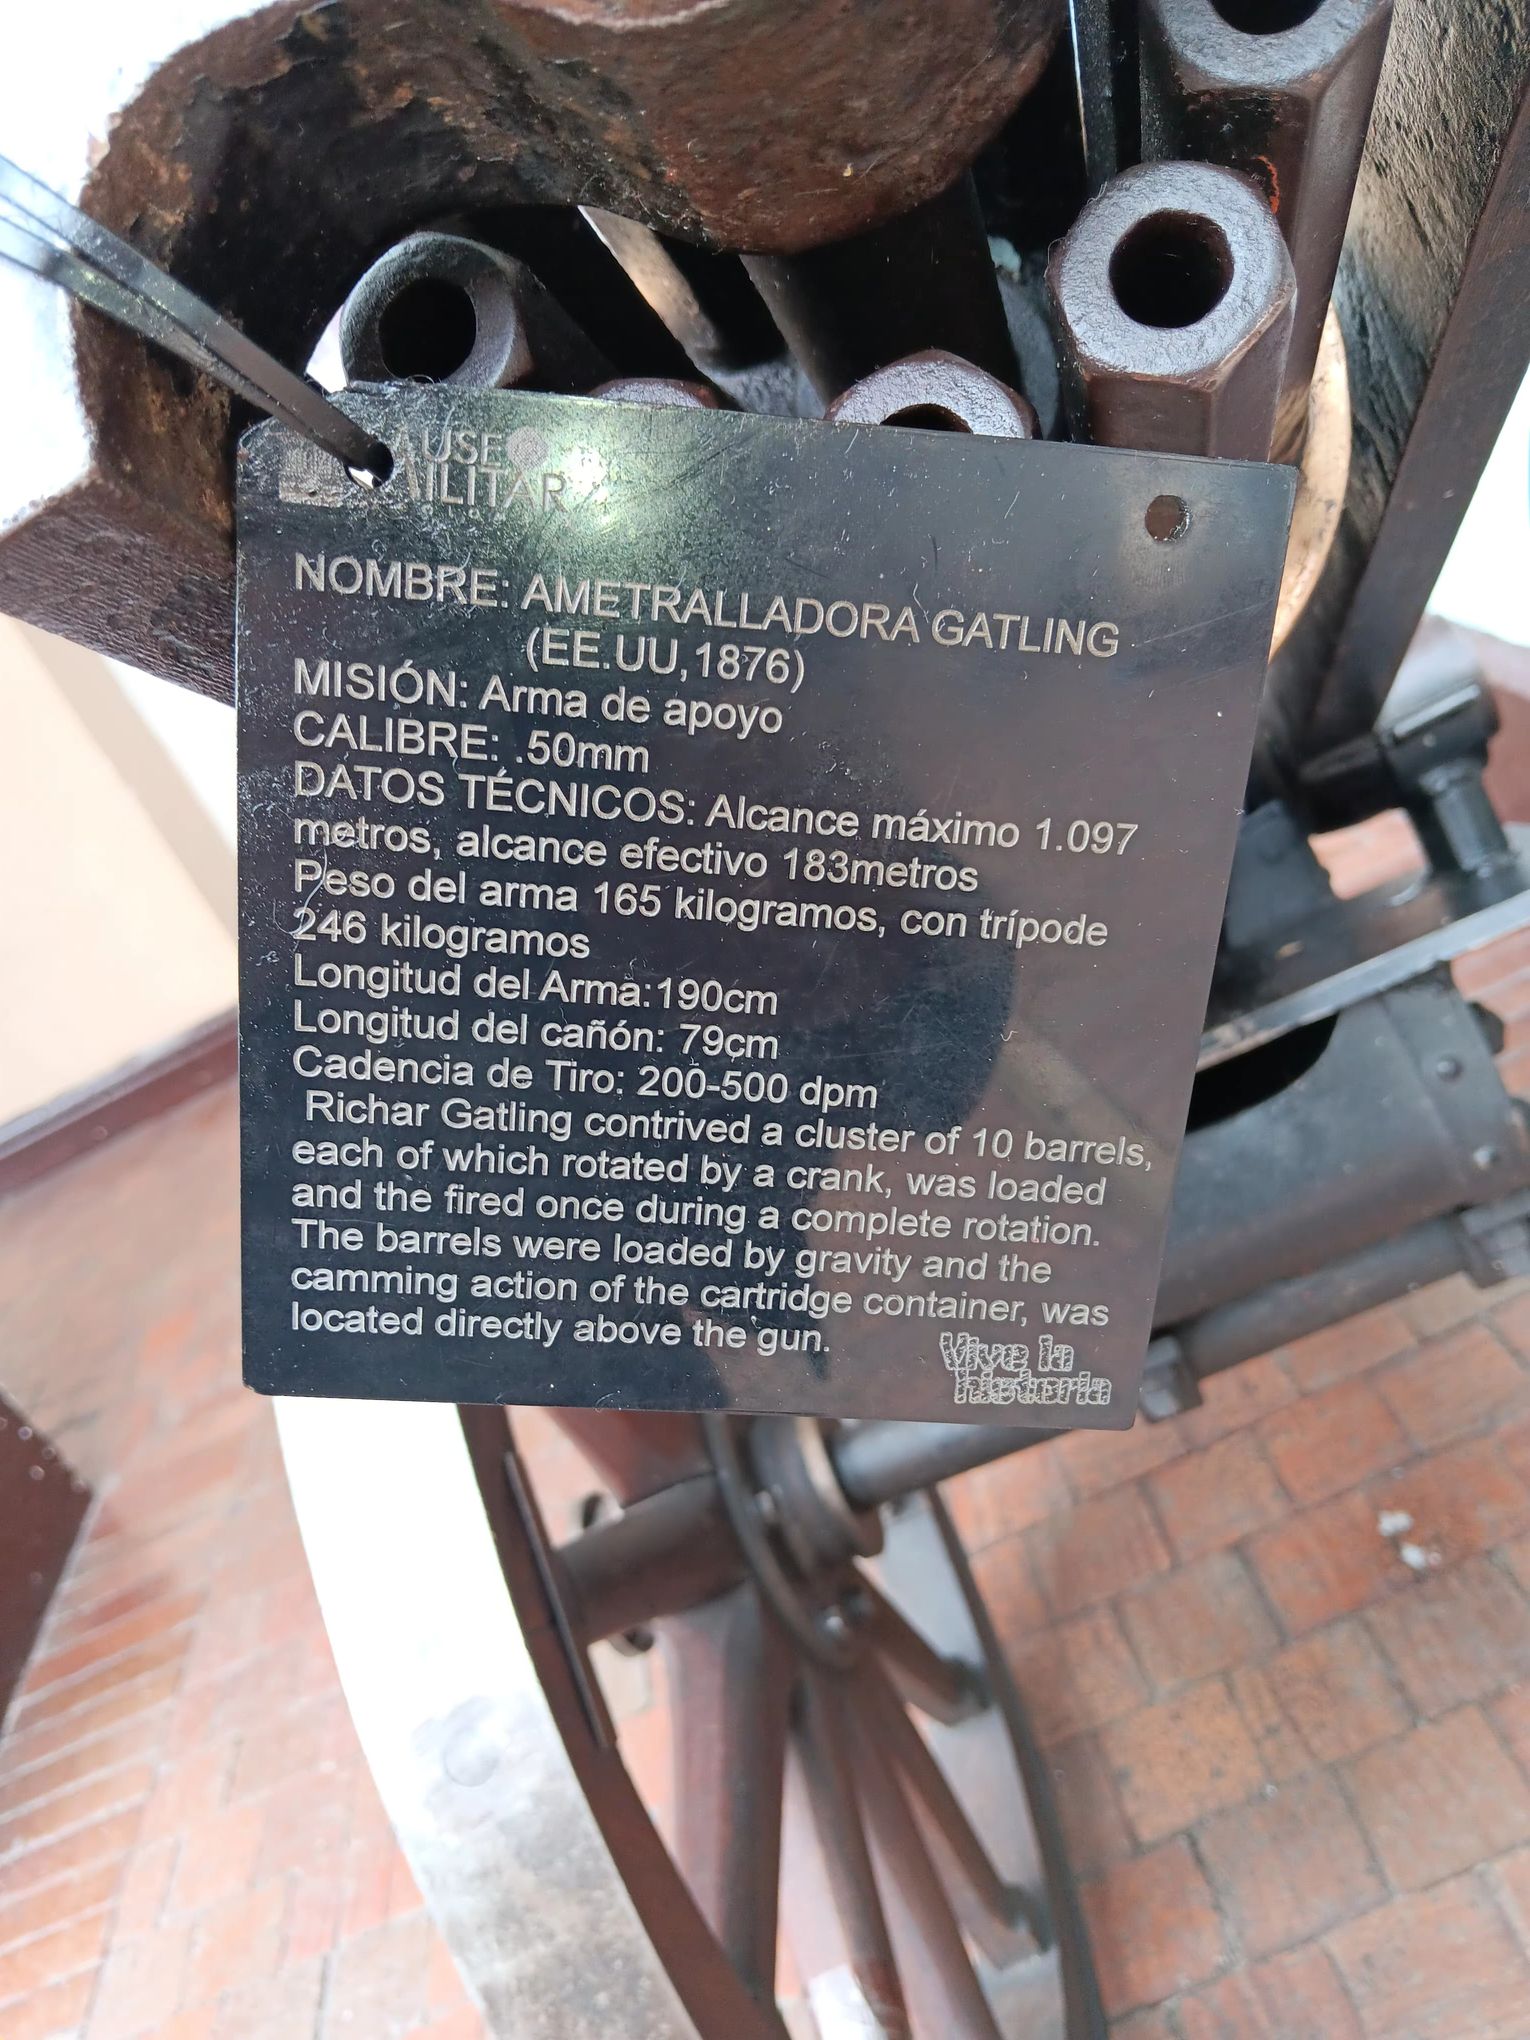 MUSEO
MILITAR
NOMBRE: AMETRALLADORA GATLING
(EE.UU,1876)
MISIÓN: Arma de apoyo
CALIBRE: .50mm
DATOS TÉCNICOS: Alcance máximo 1.097
metros, alcance efectivo 183metros
Peso del arma 165 kilogramos, con trípode
246 kilogramos
Longitud del Arma:190cm
Longitud del cañón: 79cm
Cadencia de Tiro: 200-500 dpm
Richar Gatling contrived a cluster of 10 barrels,
each of which rotated by a crank, was loaded
and the fired once during a complete rotation.
The barrels were loaded by gravity and the
camming action of the cartridge container, was
located directly above the gun.
Vive la
historia